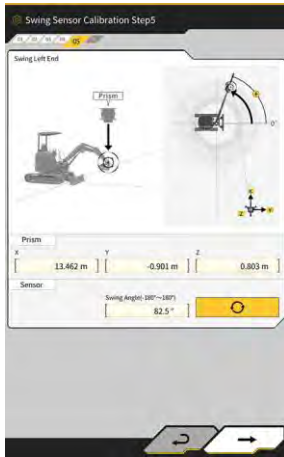 Swing Sensor Calibration Step5
05
Swing Left End
Prism
0°
Prism
X Y Z
[ 13.462 m ] [ -0.901 m ] [ 0.803 m ]
Sensor
Swing Angle(-180°~180°)
[ 82.5 ° ]